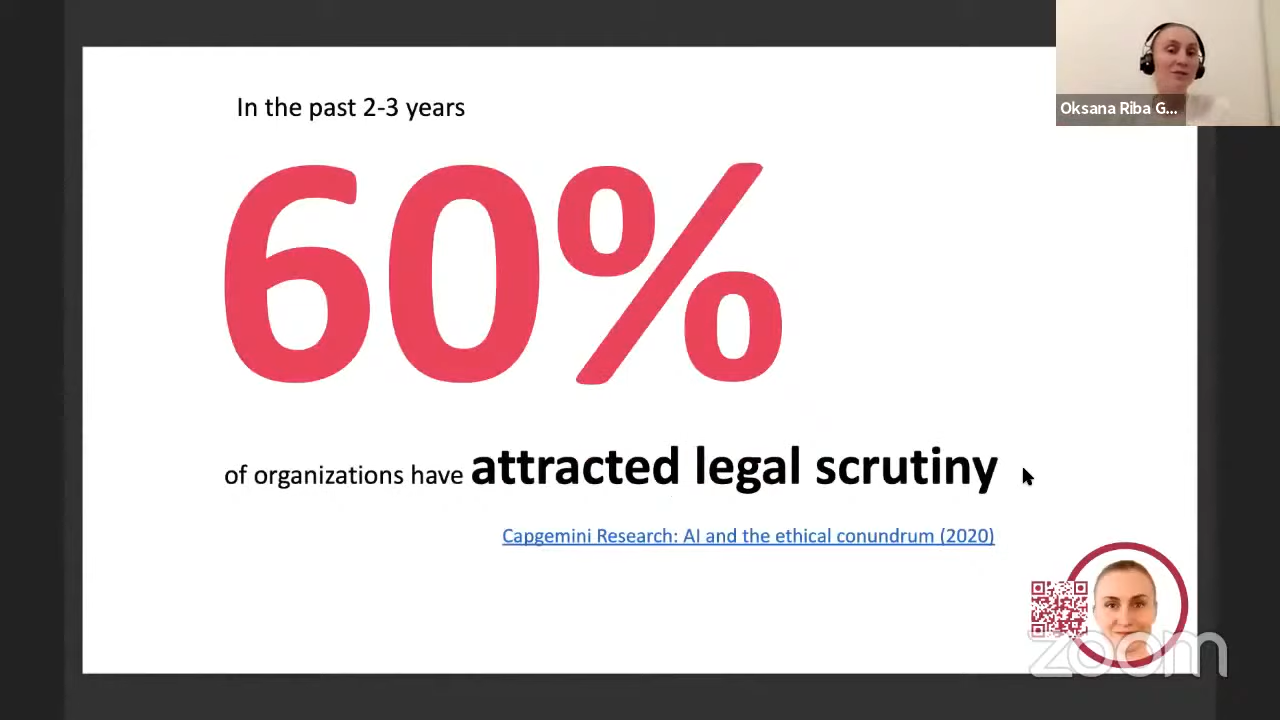 In the past 2-3 years
Oksana Riba G...
60%
of organizations have attracted legal scrutiny
Capgemini Research: AI and the ethical conundrum (2020)
zoom